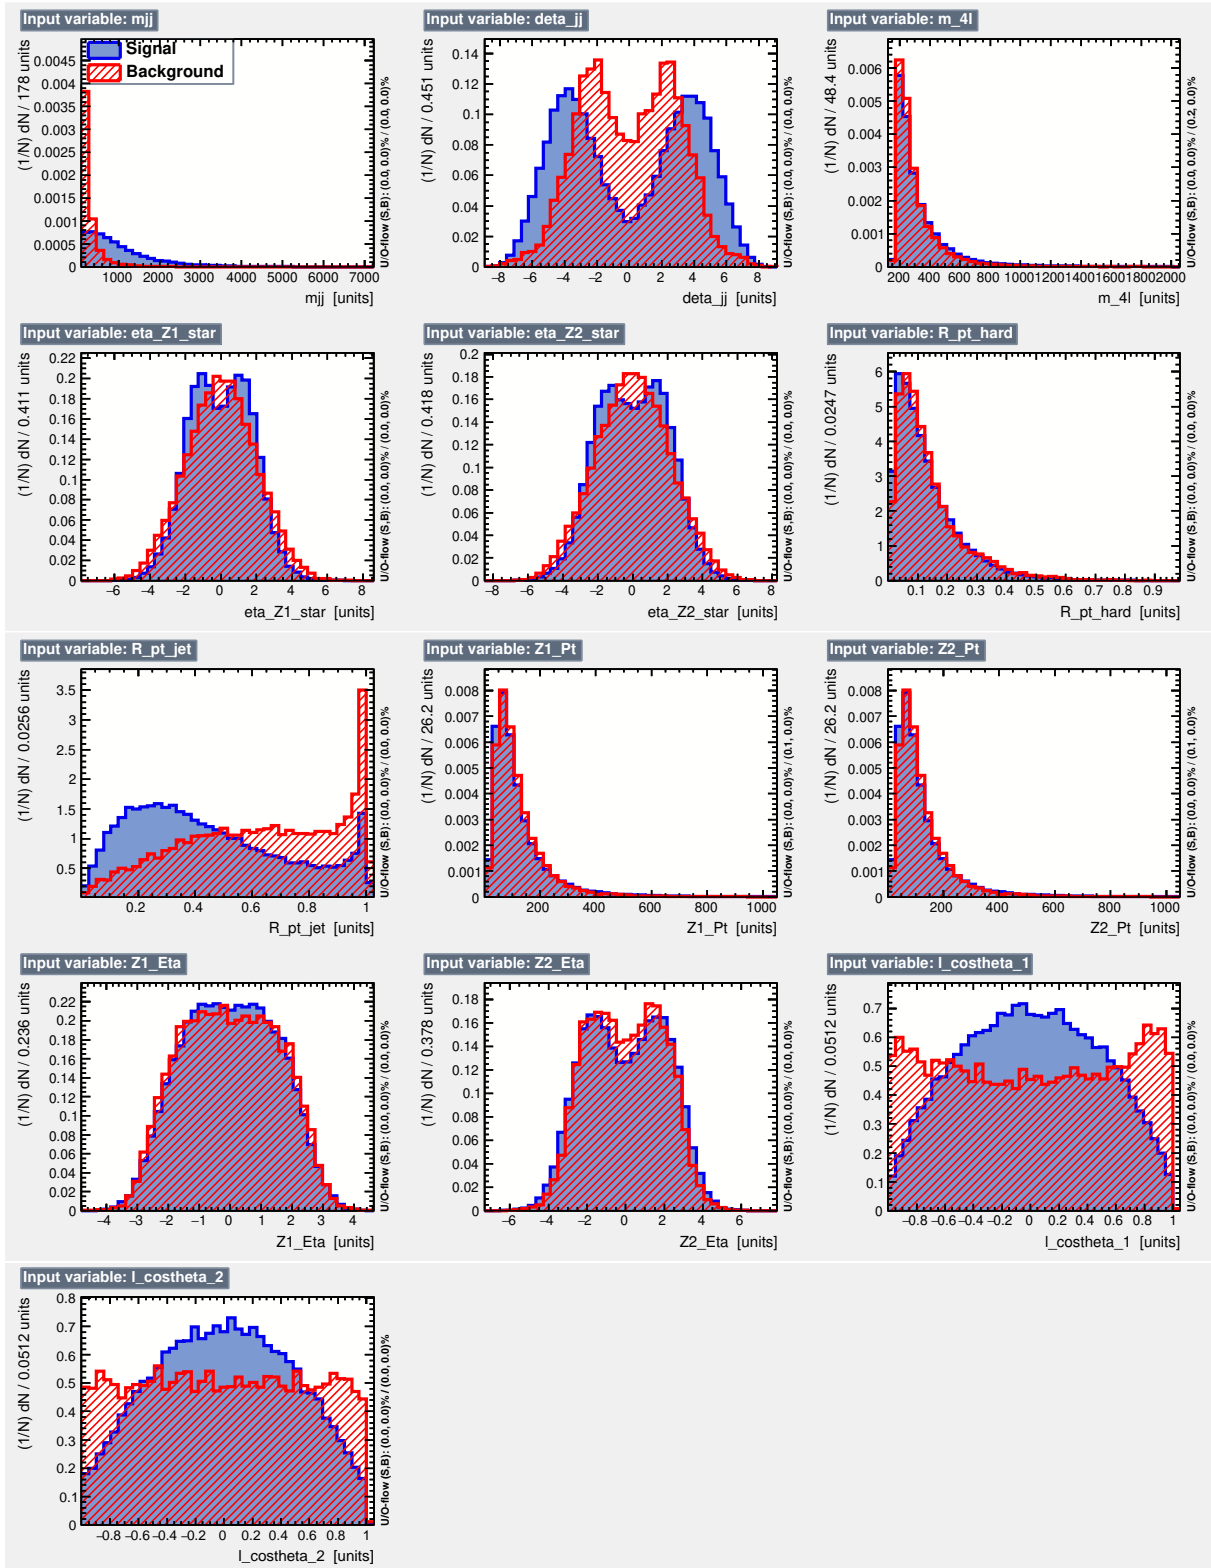 Input variable: mjj
Signal
Background
(1/N) dN / 178 units
0.0045
0.004
0.0035
0.003
0.0025
0.002
0.0015
0.001
0.0005
0
1000 2000 3000 4000 5000 6000 7000
mjj [units]
U/O-flow (S,B): (0.0, 0.0)% / (0.0, 0.0)%
Input variable: deta_jj
(1/N) dN / 0.451 units
0.14
0.12
0.1
0.08
0.06
0.04
0.02
0
−8 −6 −4 −2 0 2 4 6 8
deta_jj [units]
U/O-flow (S,B): (0.0, 0.0)% / (0.0, 0.0)%
Input variable: m_4l
(1/N) dN / 48.4 units
0.006
0.005
0.004
0.003
0.002
0.001
0
200 400 600 800 1000 1200 1400 1600 1800 2000
m_4l [units]
U/O-flow (S,B): (0.0, 0.0)% / (0.2, 0.0)%
Input variable: eta_Z1_star
(1/N) dN / 0.411 units
0.22
0.2
0.18
0.16
0.14
0.12
0.1
0.08
0.06
0.04
0.02
0
−6 −4 −2 0 2 4 6 8
eta_Z1_star [units]
U/O-flow (S,B): (0.0, 0.0)% / (0.0, 0.0)%
Input variable: eta_Z2_star
(1/N) dN / 0.418 units
0.2
0.18
0.16
0.14
0.12
0.1
0.08
0.06
0.04
0.02
0
−8 −6 −4 −2 0 2 4 6 8
eta_Z2_star [units]
U/O-flow (S,B): (0.0, 0.0)% / (0.0, 0.0)%
Input variable: R_pt_hard
(1/N) dN / 0.0247 units
6
5
4
3
2
1
0
0.1 0.2 0.3 0.4 0.5 0.6 0.7 0.8 0.9
R_pt_hard [units]
U/O-flow (S,B): (0.0, 0.0)% / (0.0, 0.0)%
Input variable: R_pt_jet
(1/N) dN / 0.0256 units
3.5
3
2.5
2
1.5
1
0.5
0.2 0.4 0.6 0.8 1
R_pt_jet [units]
U/O-flow (S,B): (0.0, 0.0)% / (0.0, 0.0)%
Input variable: Z1_Pt
(1/N) dN / 26.2 units
0.008
0.007
0.006
0.005
0.004
0.003
0.002
0.001
0
200 400 600 800 1000
Z1_Pt [units]
U/O-flow (S,B): (0.0, 0.0)% / (0.1, 0.0)%
Input variable: Z2_Pt
(1/N) dN / 26.2 units
0.008
0.007
0.006
0.005
0.004
0.003
0.002
0.001
0
200 400 600 800 1000
Z2_Pt [units]
U/O-flow (S,B): (0.0, 0.0)% / (0.1, 0.0)%
Input variable: Z1_Eta
(1/N) dN / 0.236 units
0.22
0.2
0.18
0.16
0.14
0.12
0.1
0.08
0.06
0.04
0.02
0
−4 −3 −2 −1 0 1 2 3 4
Z1_Eta [units]
U/O-flow (S,B): (0.0, 0.0)% / (0.0, 0.0)%
Input variable: Z2_Eta
(1/N) dN / 0.378 units
0.18
0.16
0.14
0.12
0.1
0.08
0.06
0.04
0.02
0
−6 −4 −2 0 2 4 6
Z2_Eta [units]
U/O-flow (S,B): (0.0, 0.0)% / (0.0, 0.0)%
Input variable: l_costheta_1
(1/N) dN / 0.0512 units
0.7
0.6
0.5
0.4
0.3
0.2
0.1
0
−0.8 −0.6 −0.4 −0.2 0 0.2 0.4 0.6 0.8 1
l_costheta_1 [units]
U/O-flow (S,B): (0.0, 0.0)% / (0.0, 0.0)%
Input variable: l_costheta_2
(1/N) dN / 0.0512 units
0.8
0.7
0.6
0.5
0.4
0.3
0.2
0.1
0
−0.8 −0.6 −0.4 −0.2 0 0.2 0.4 0.6 0.8 1
l_costheta_2 [units]
U/O-flow (S,B): (0.0, 0.0)% / (0.0, 0.0)%